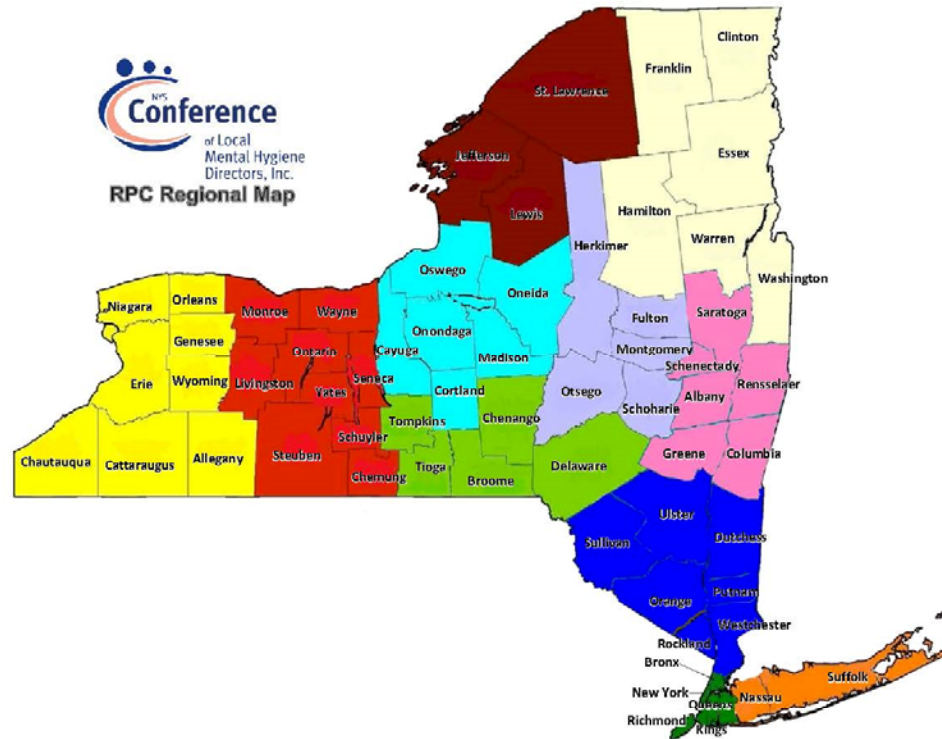 NYS
Conference
of Local
Mental Hygiene
Directors, Inc.
RPC Regional Map
Clinton
Franklin
St. Lawrence
Essex
Jefferson
Lewis
Hamilton
Herkimer
Warren
Washington
Oswego
Oneida
Niagara
Orleans
Monroe
Wayne
Saratoga
Fulton
Genesee
Onondaga
Montgomery
Ontario
Cayuga
Madison
Schenectady
Erie
Wyoming
Livingston
Seneca
Yates
Cortland
Otsego
Albany
Rensselaer
Schoharie
Tompkins
Chenango
Schuyler
Chautauqua
Cattaraugus
Allegany
Steuben
Chemung
Tioga
Broome
Delaware
Greene
Columbia
Ulster
Sullivan
Dutchess
Orange
Putnam
Westchester
Rockland
Bronx
New York
Queens
Nassau
Suffolk
Richmond
Kings